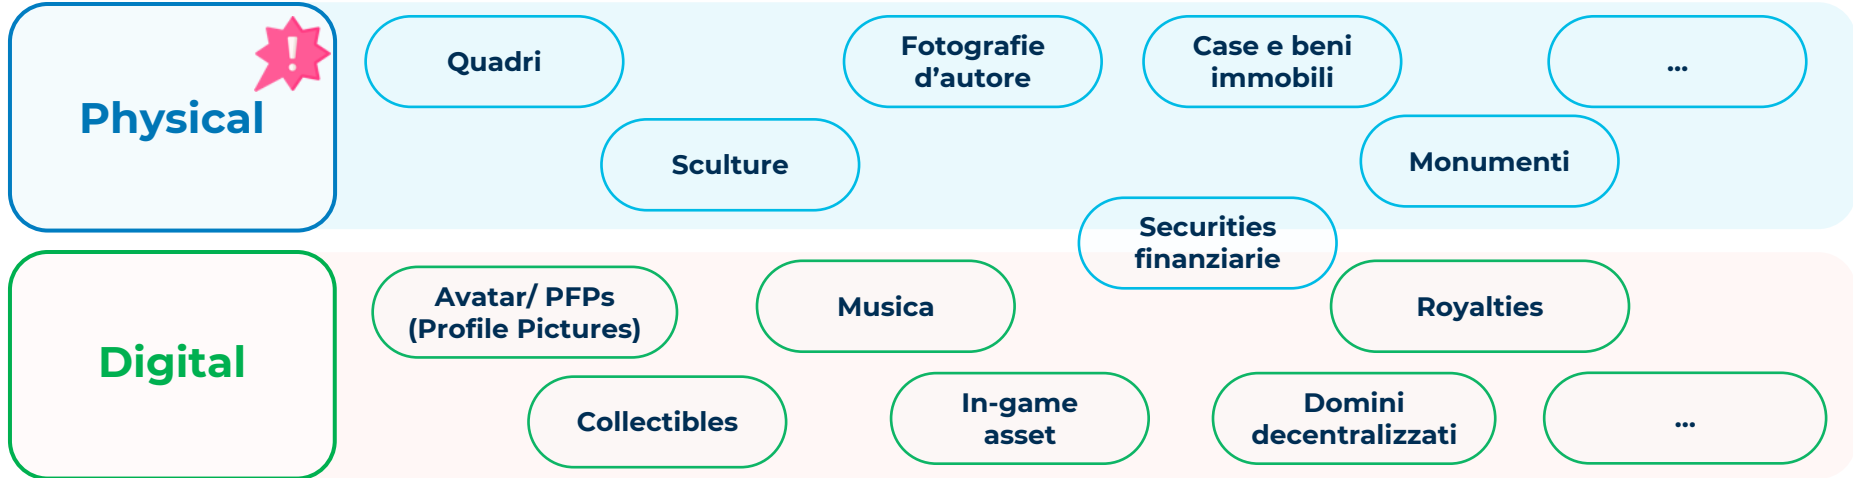 Physical
!
Quadri
Fotografie
d’autore
Case e beni
immobili
...
Sculture
Monumenti
Securities
finanziarie
Digital
Avatar/ PFPs
(Profile Pictures)
Musica
Royalties
Collectibles
In-game
asset
Domini
decentralizzati
...